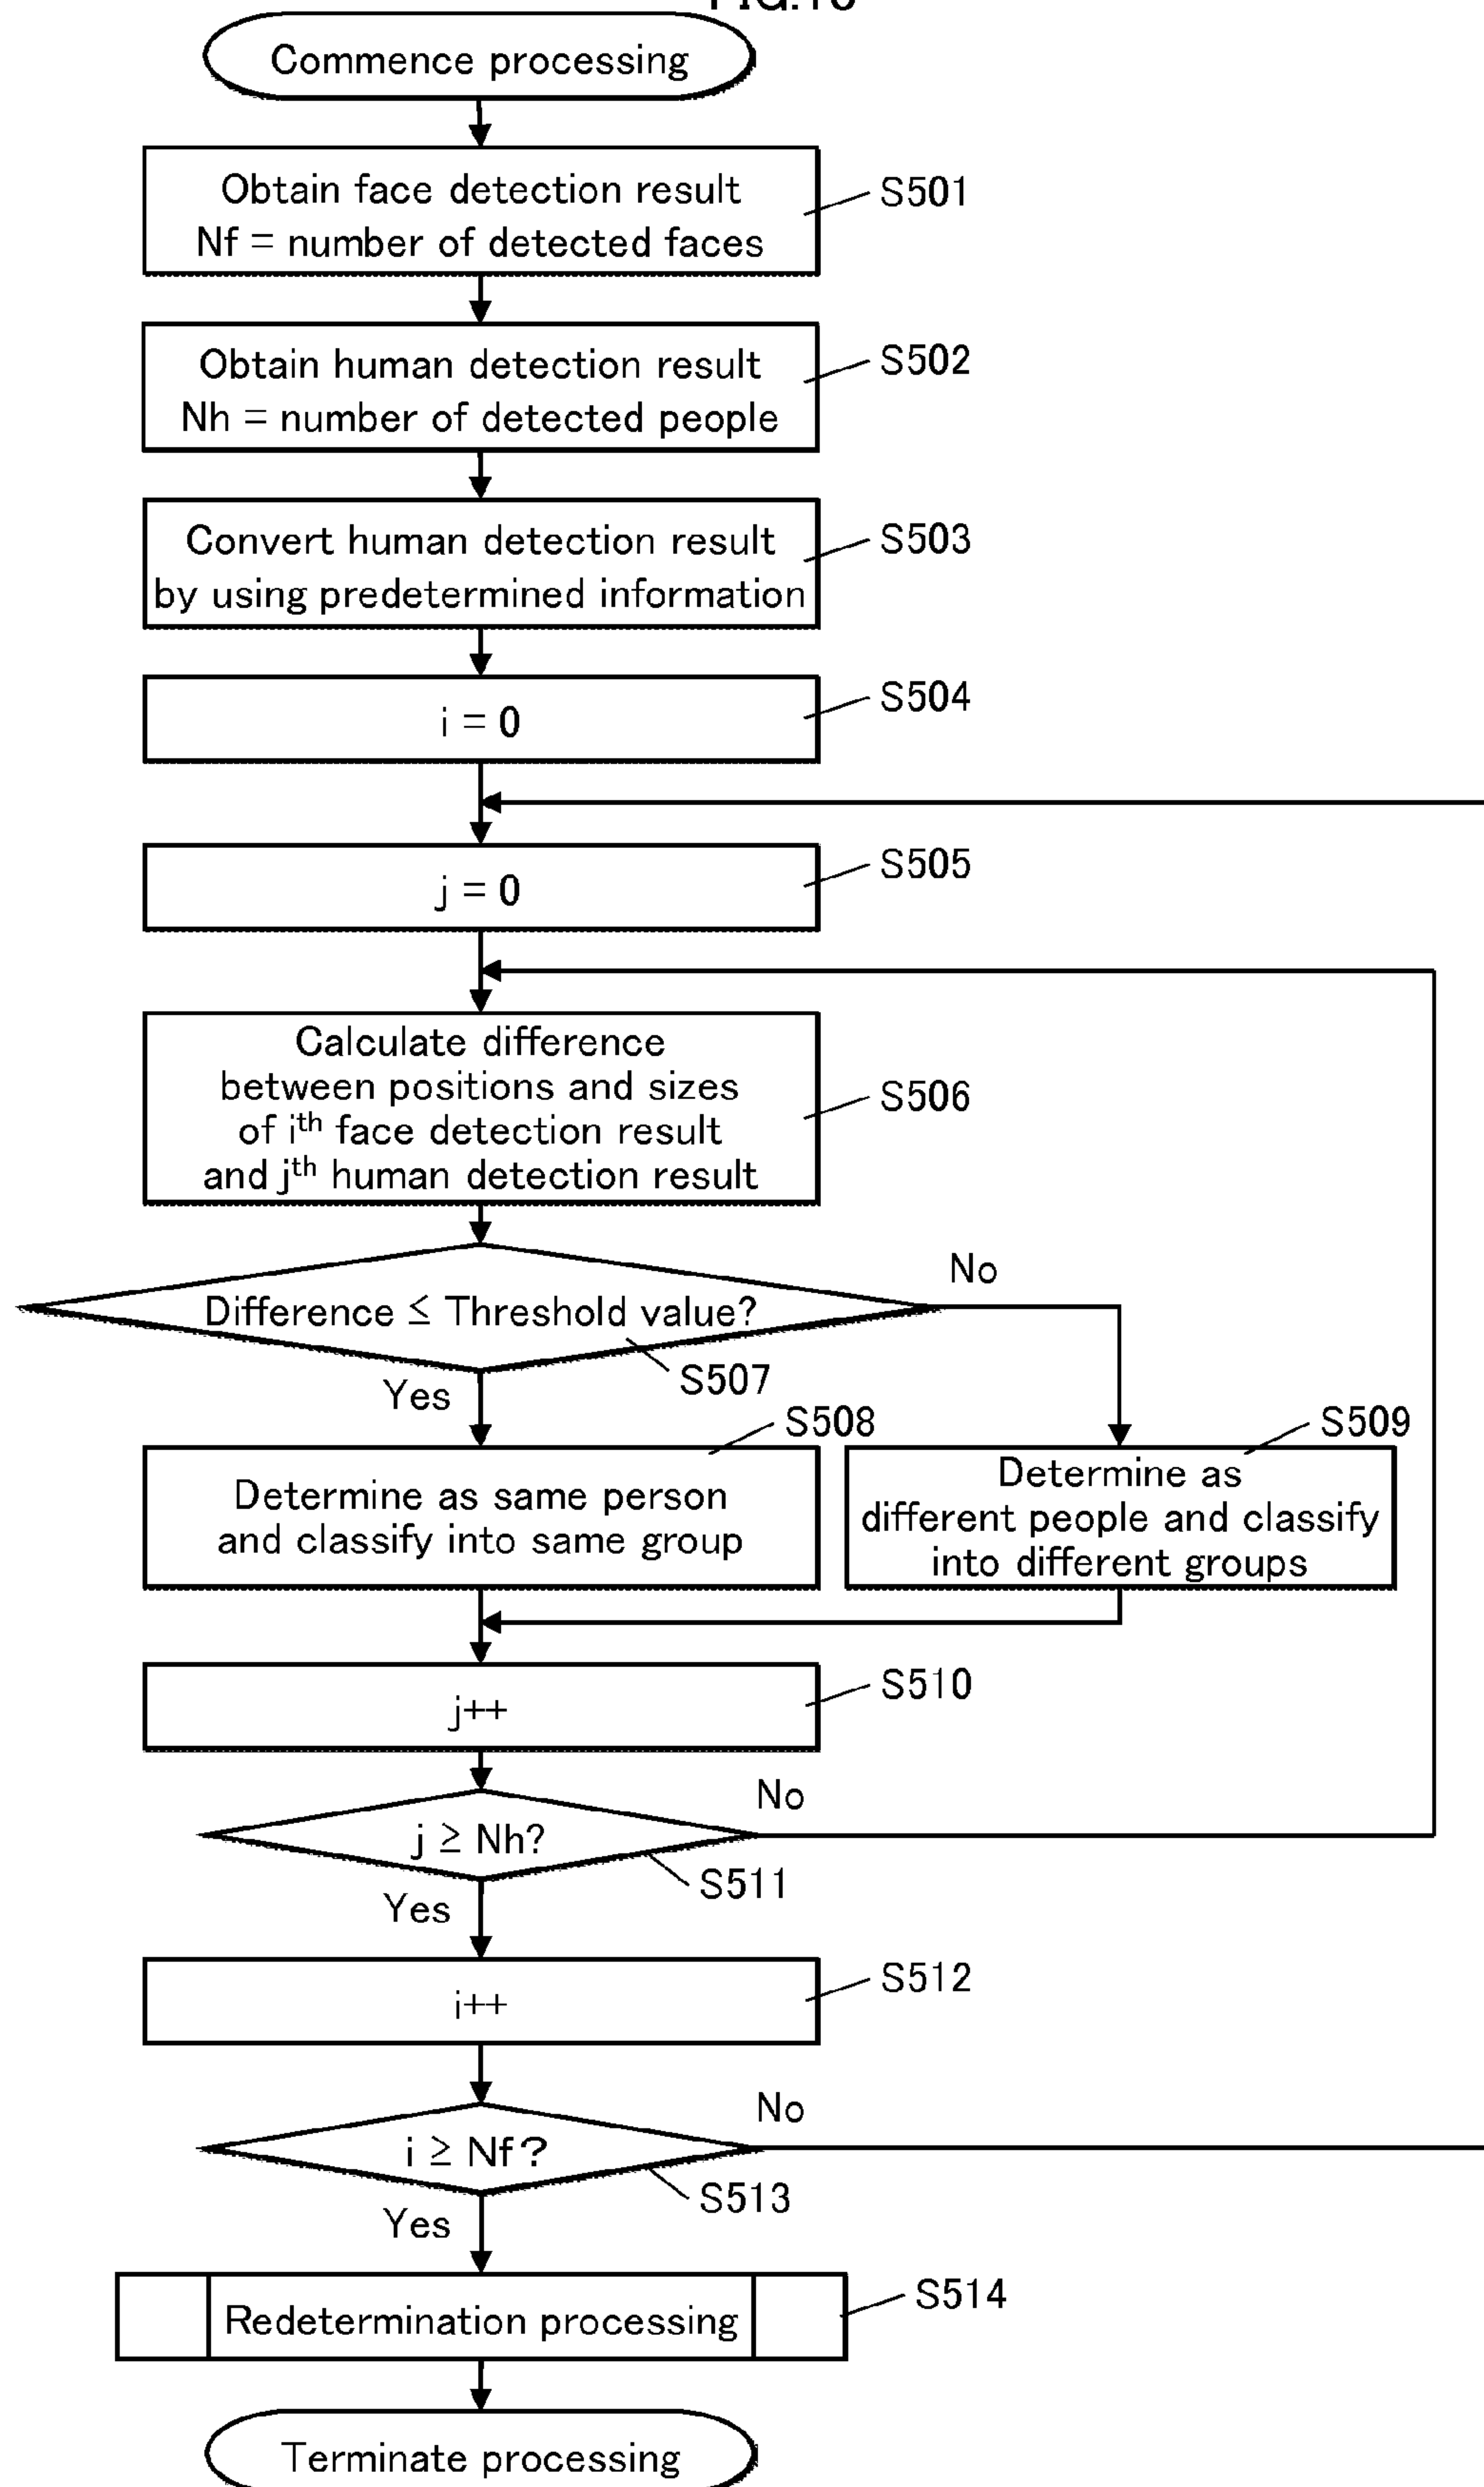 Commence processing
Obtain face detection result
Nf = number of detected faces
S501
Obtain human detection result
Nh = number of detected people
S502
Convert human detection result
by using predetermined information
S503
i = 0
S504
j = 0
S505
Calculate difference
between positions and sizes
of iᵗʰ face detection result
and jᵗʰ human detection result
S506
Difference ≤ Threshold value?
No
S507
Yes
S508
Determine as same person
and classify into same group
S509
Determine as
different people and classify
into different groups
j++
S510
j ≥ Nh?
No
S511
Yes
i++
S512
i ≥ Nf?
No
S513
Yes
Redetermination processing
S514
Terminate processing